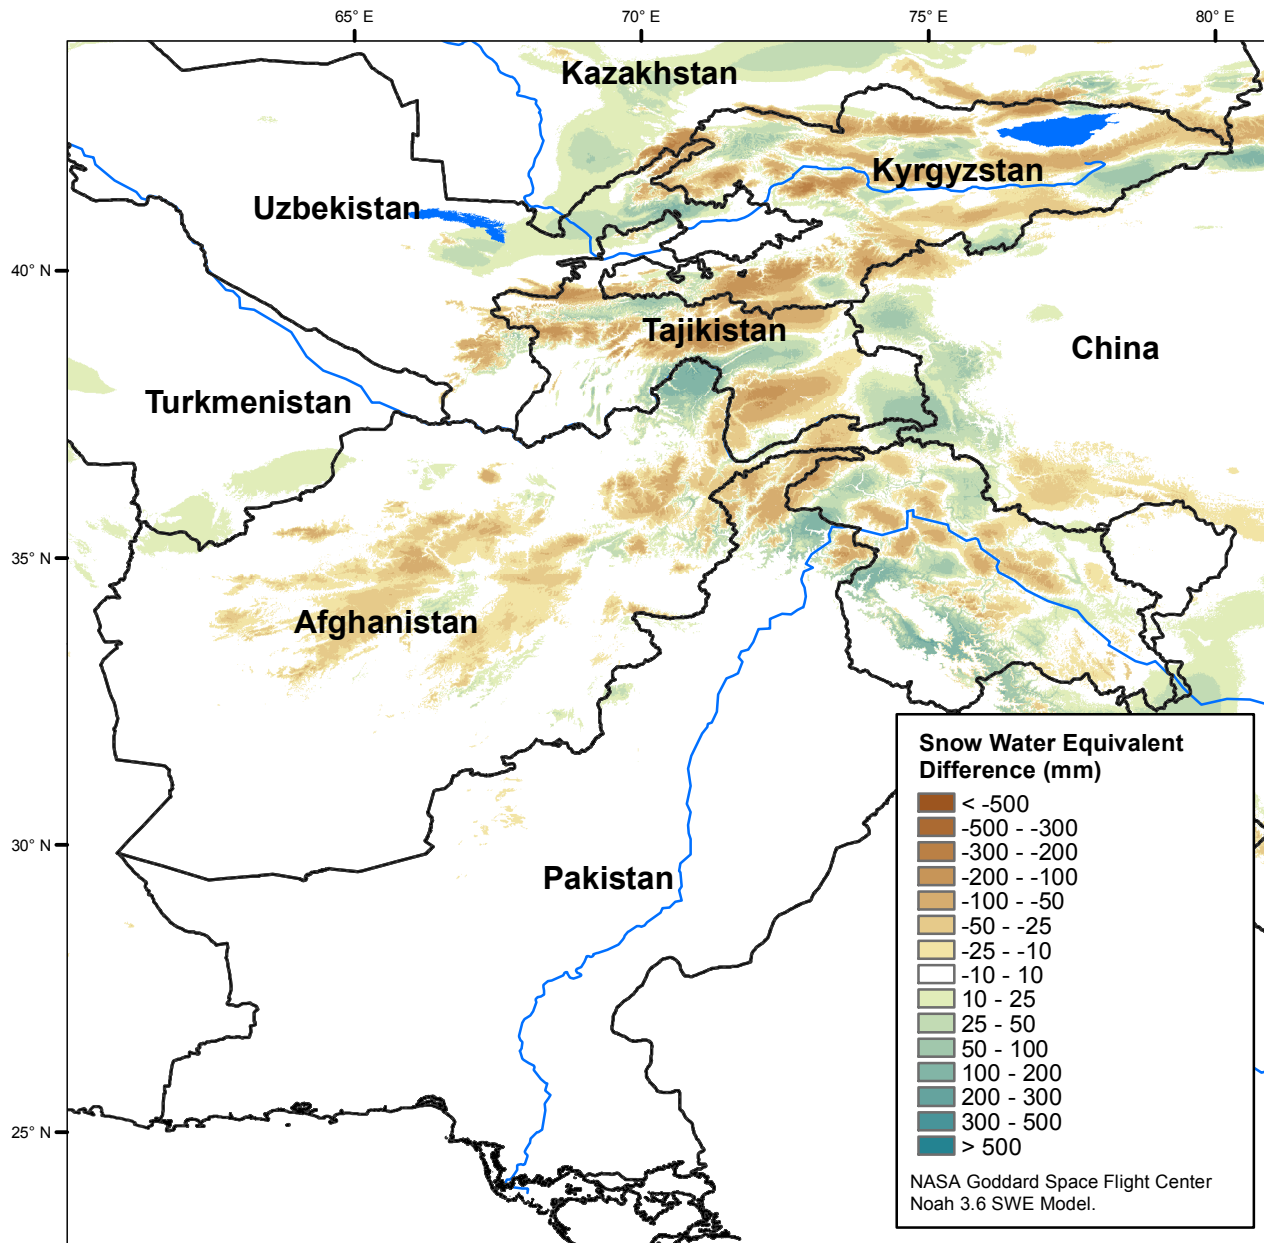 65° E
70° E
75° E
80° E
Kazakhstan
Kyrgyzstan
Uzbekistan
40° N
Tajikistan
China
Turkmenistan
35° N
Afghanistan
30° N
Pakistan
25° N
Snow Water Equivalent
Difference (mm)
< -500
-500 - -300
-300 - -200
-200 - -100
-100 - -50
-50 - -25
-25 - -10
-10 - 10
10 - 25
25 - 50
50 - 100
100 - 200
200 - 300
300 - 500
> 500
NASA Goddard Space Flight Center
Noah 3.6 SWE Model.